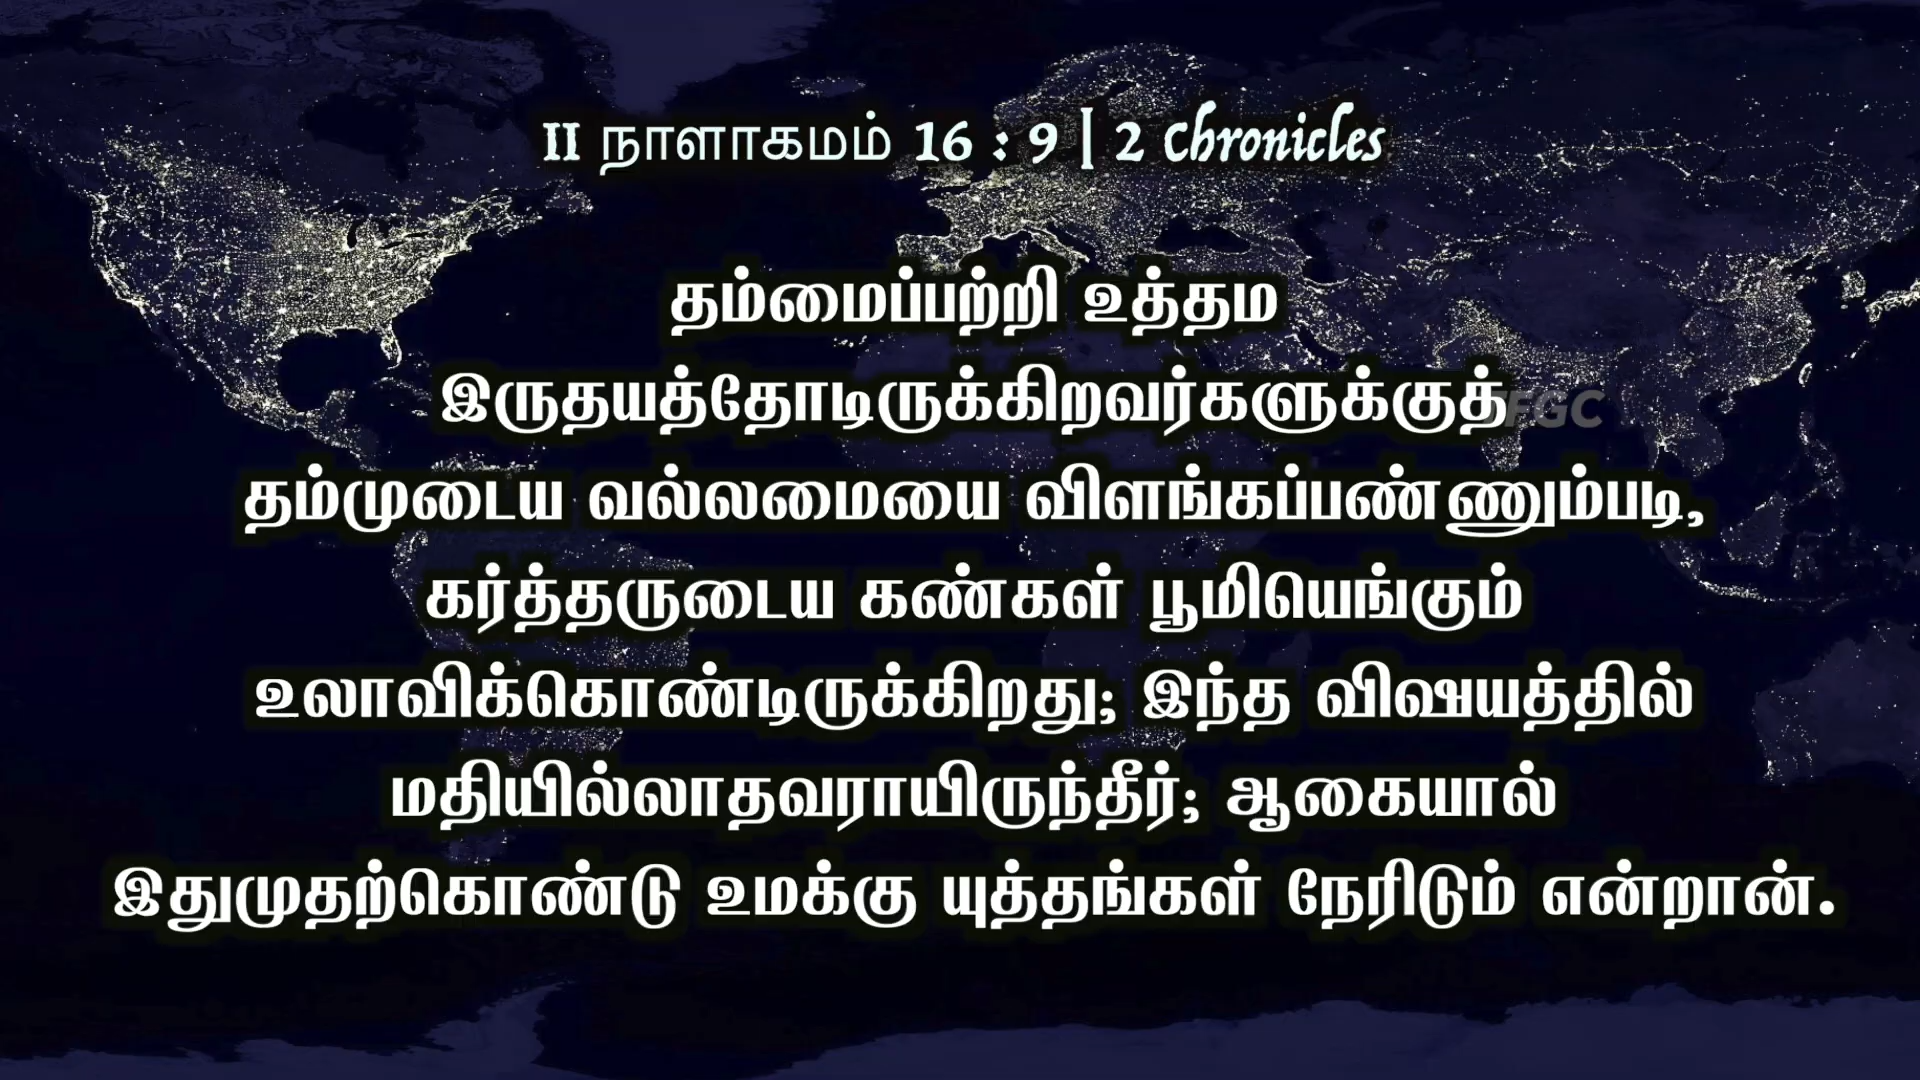 II நாளாகமம் 16 : 9 | 2 Chronicles
தம்மைப்பற்றி உத்தம
இருதயத்தோடிருக்கிறவர்களுக்குத்
தம்முடைய வல்லமையை விளங்கப்பண்ணும்படி,
கர்த்தருடைய கண்கள் பூமியெங்கும்
உலாவிக்கொண்டிருக்கிறது; இந்த விஷயத்தில்
மதியில்லாதவராயிருந்தீர்; ஆகையால்
இதுமுதற்கொண்டு உமக்கு யுத்தங்கள் நேரிடும் என்றான்.